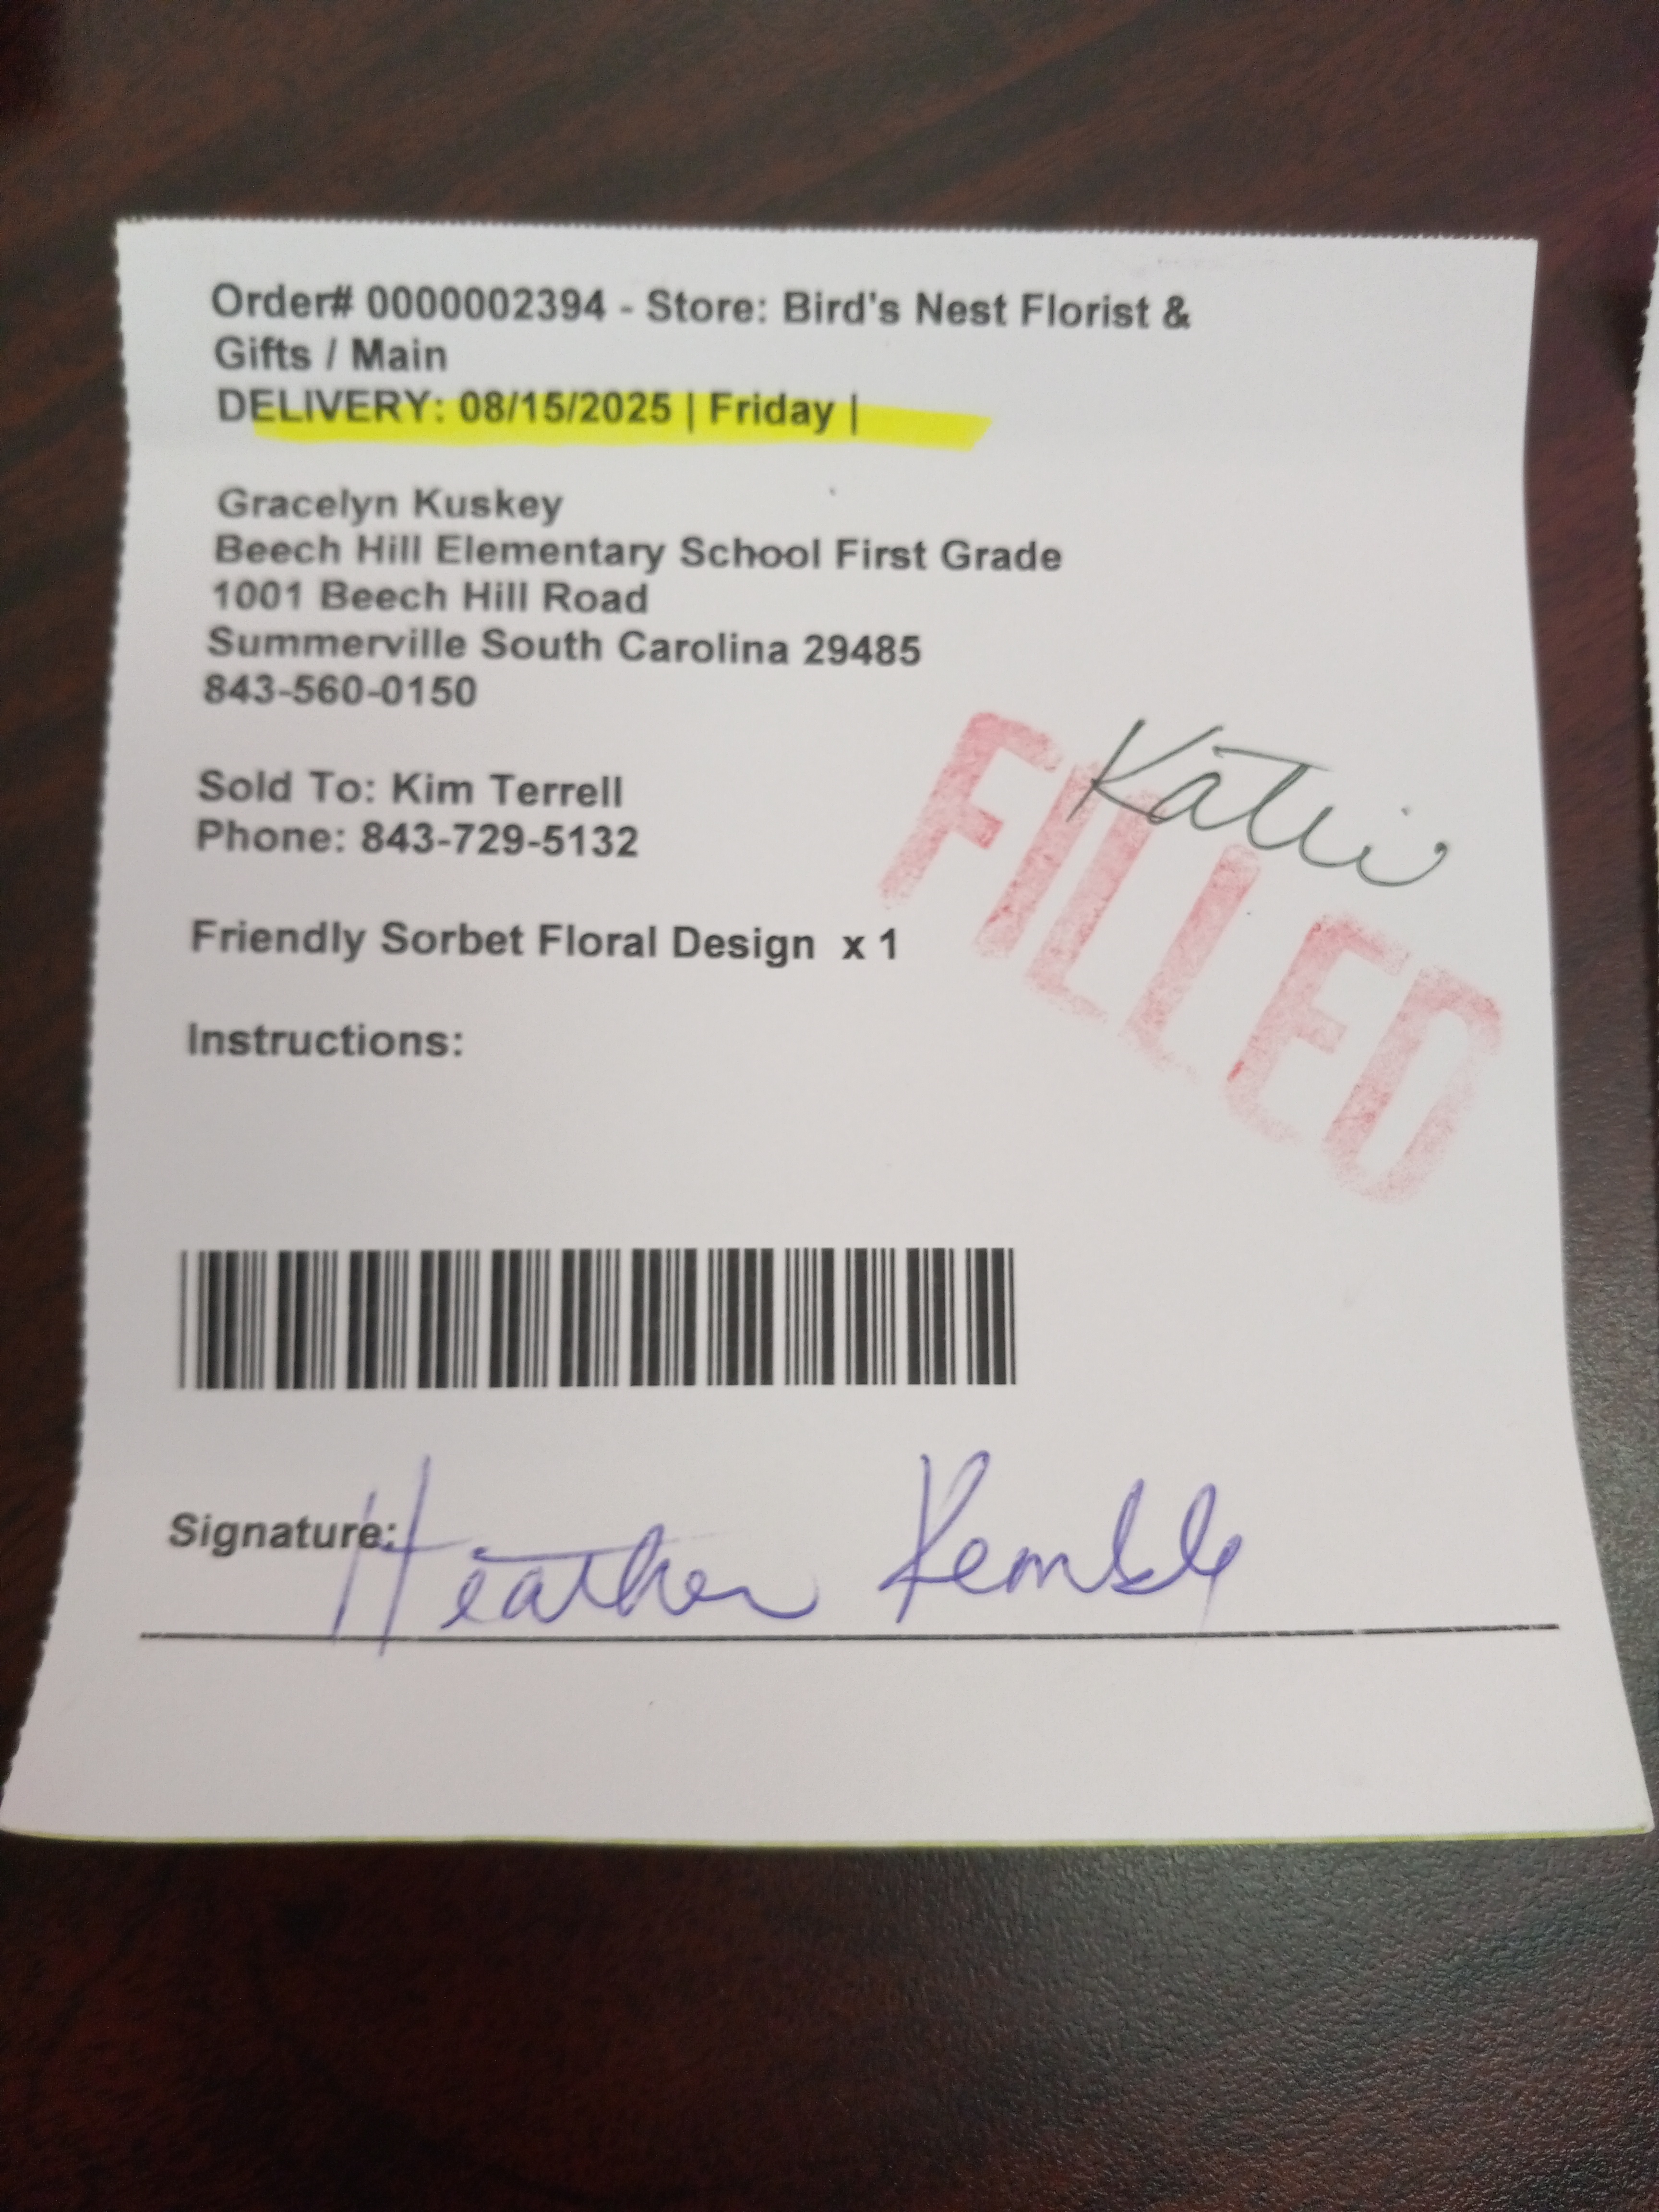 Order# 0000002394 - Store: Bird's Nest Florist &
Gifts / Main
DELIVERY: 08/15/2025 | Friday |
Gracelyn Kuskey
Beech Hill Elementary School First Grade
1001 Beech Hill Road
Summerville South Carolina 29485
843-560-0150
Katie
FILLED
Sold To: Kim Terrell
Phone: 843-729-5132
Friendly Sorbet Floral Design x 1
Instructions:
Signature: Heather Kemble